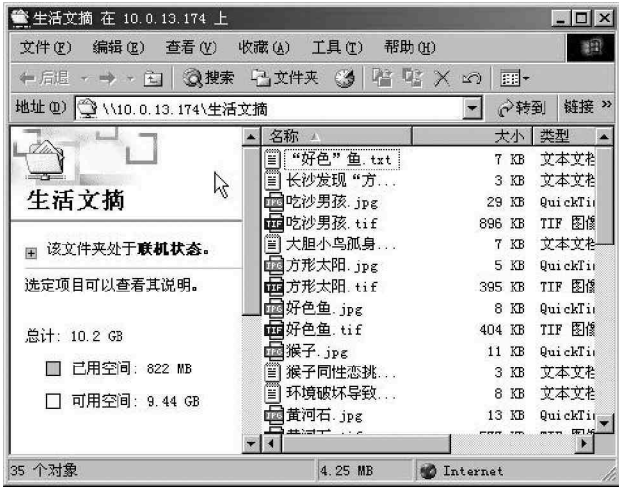 生活文摘 在 10.0.13.174 上
文件(F) 编辑(E) 查看(V) 收藏(A) 工具(T) 帮助(H)
后退 搜索 文件夹
地址(D) \\10.0.13.174\生活文摘 转到 链接 »
生活文摘
该文件夹处于联机状态。
选定项目可以查看其说明。
总计: 10.2 GB
已用空间: 822 MB
可用空间: 9.44 GB
名称 大小 类型
“好色”鱼.txt 7 KB 文本文档
长沙发现“方... 3 KB 文本文档
吃沙男孩.jpg 29 KB QuickTi
吃沙男孩.tif 896 KB TIF 图像
大胆小鸟孤身... 7 KB 文本文档
方形太阳.jpg 5 KB QuickTi
方形太阳.tif 395 KB TIF 图像
好色鱼.jpg 8 KB QuickTi
好色鱼.tif 404 KB TIF 图像
猴子.jpg 11 KB QuickTi
猴子同性恋挑... 3 KB 文本文档
环境破坏导致... 8 KB 文本文档
黄河石.jpg 13 KB QuickTi
35 个对象 4.25 MB Internet